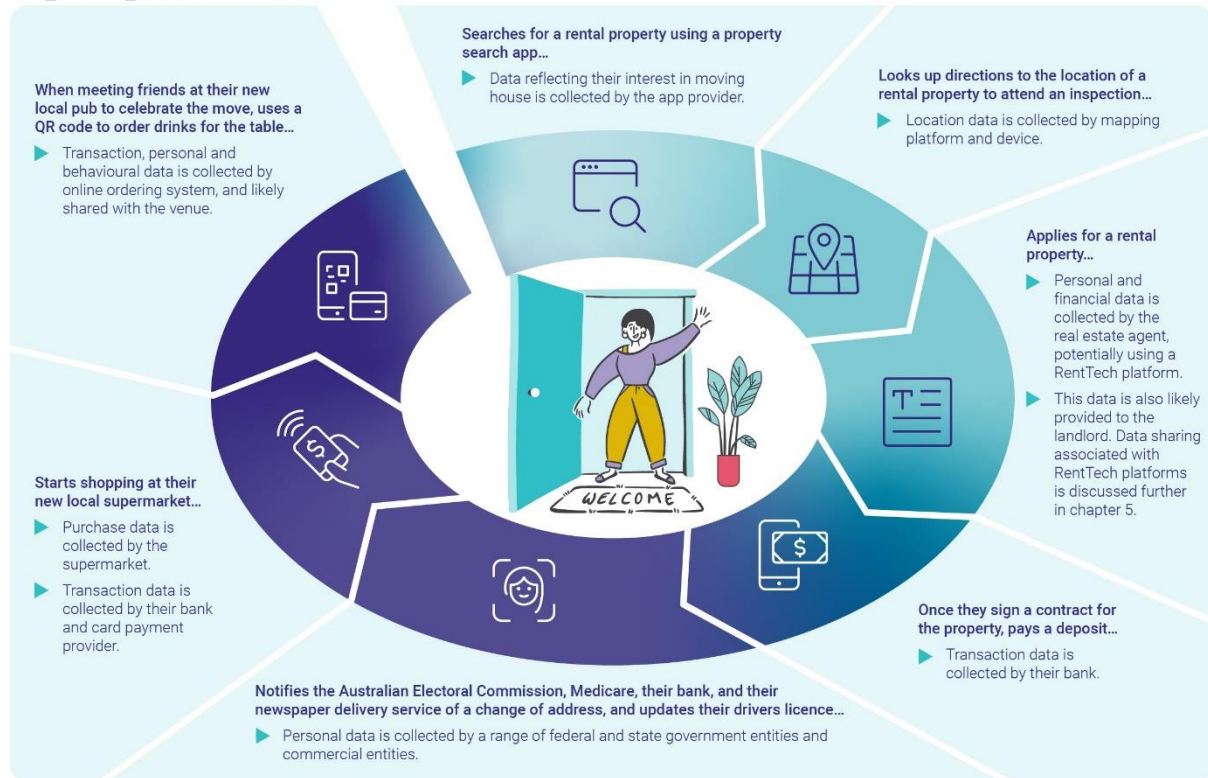 Searches for a rental property using a property
search app...
Data reflecting their interest in moving
house is collected by the app provider.
Looks up directions to the location of a
rental property to attend an inspection...
Location data is collected by mapping
platform and device.
Applies for a rental
property...
Personal and
financial data is
collected by the
real estate agent,
potentially using a
RentTech platform.
This data is also likely
provided to the
landlord. Data sharing
associated with
RentTech platforms
is discussed further
in chapter 5.
Once they sign a contract for
the property, pays a deposit...
Transaction data is
collected by their bank.
Notifies the Australian Electoral Commission, Medicare, their bank, and their
newspaper delivery service of a change of address, and updates their drivers licence...
Personal data is collected by a range of federal and state government entities and
commercial entities.
Starts shopping at their
new local supermarket...
Purchase data is
collected by the
supermarket.
Transaction data is
collected by their bank
and card payment
provider.
When meeting friends at their new
local pub to celebrate the move, uses a
QR code to order drinks for the table...
Transaction, personal and
behavioural data is collected by
online ordering system, and likely
shared with the venue.
WELCOME
T
$
$